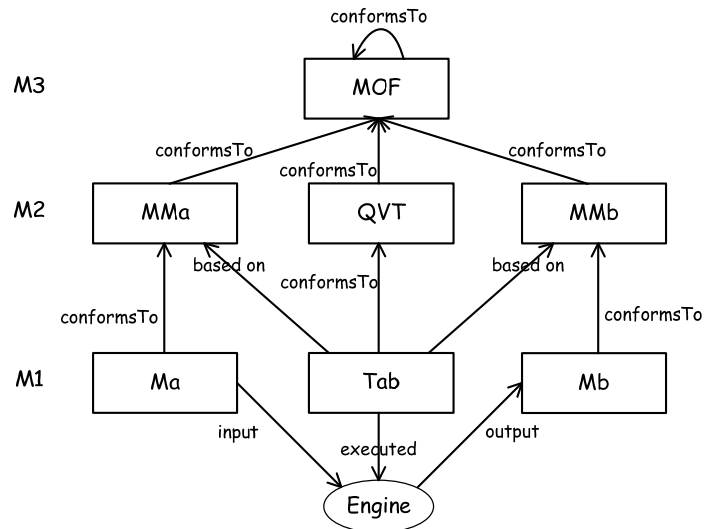 conformsTo
M3
MOF
conformsTo
conformsTo
conformsTo
M2
MMa
QVT
MMb
based on
conformsTo
based on
conformsTo
conformsTo
M1
Ma
Tab
Mb
input
executed
output
Engine